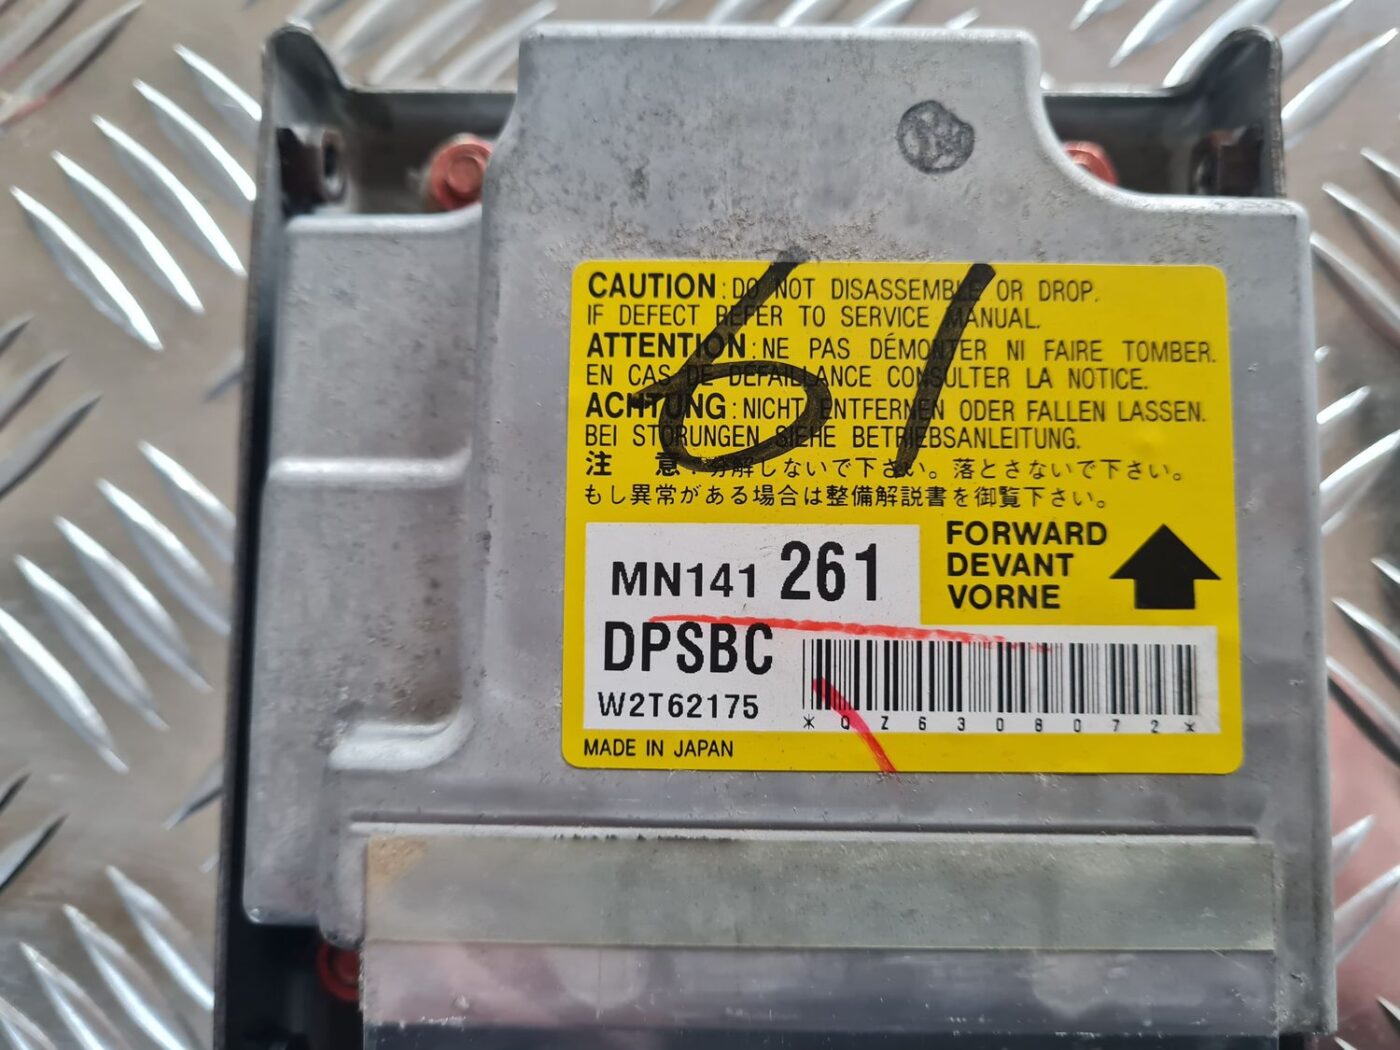 CAUTION: DO NOT DISASSEMBLE OR DROP.
IF DEFECT REFER TO SERVICE MANUAL.
ATTENTION: NE PAS DÉMONTER NI FAIRE TOMBER.
EN CAS DE DEFAILLANCE CONSULTER LA NOTICE.
ACHTUNG: NICHT ENTFERNEN ODER FALLEN LASSEN.
BEI STÖRUNGEN SIEHE BETRIEBSANLEITUNG.
注 意:分解しないで下さい。落とさないで下さい。
もし異常がある場合は整備解説書を御覧下さい。
61
MN141 261
FORWARD
DEVANT
VORNE
DPSBC
W2T62175
*QZ6308072*
MADE IN JAPAN